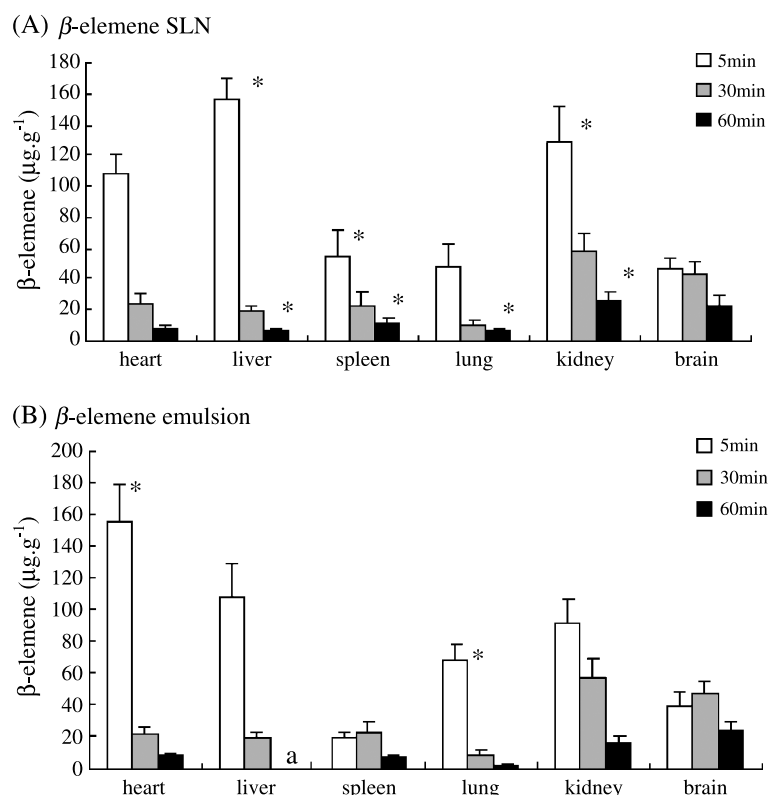 (A) β-elemene SLN
180
160
140
120
100
80
60
40
20
0
β-elemene (µg.g⁻¹)
5min
30min
60min
*
*
*
*
*
*
*
heart liver spleen lung kidney brain
(B) β-elemene emulsion
200
180
160
140
120
100
80
60
40
20
0
β-elemene (µg.g⁻¹)
5min
30min
60min
*
*
a
heart liver spleen lung kidney brain